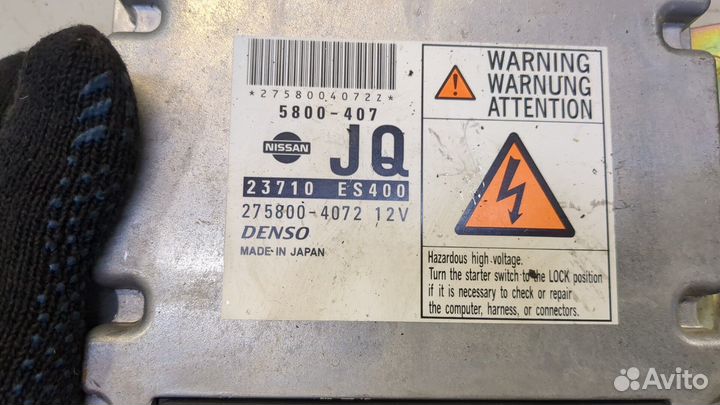 *2758004072Z*
5800-407
NISSAN
JQ
23710 ES400
275800-4072 12V
DENSO
MADE IN JAPAN
WARNING
WARNUNG
ATTENTION
Hazardous high voltage.
Turn the starter switch to the LOCK position
if it is necessary to check or repair
the computer, harness, or connectors.
Avito